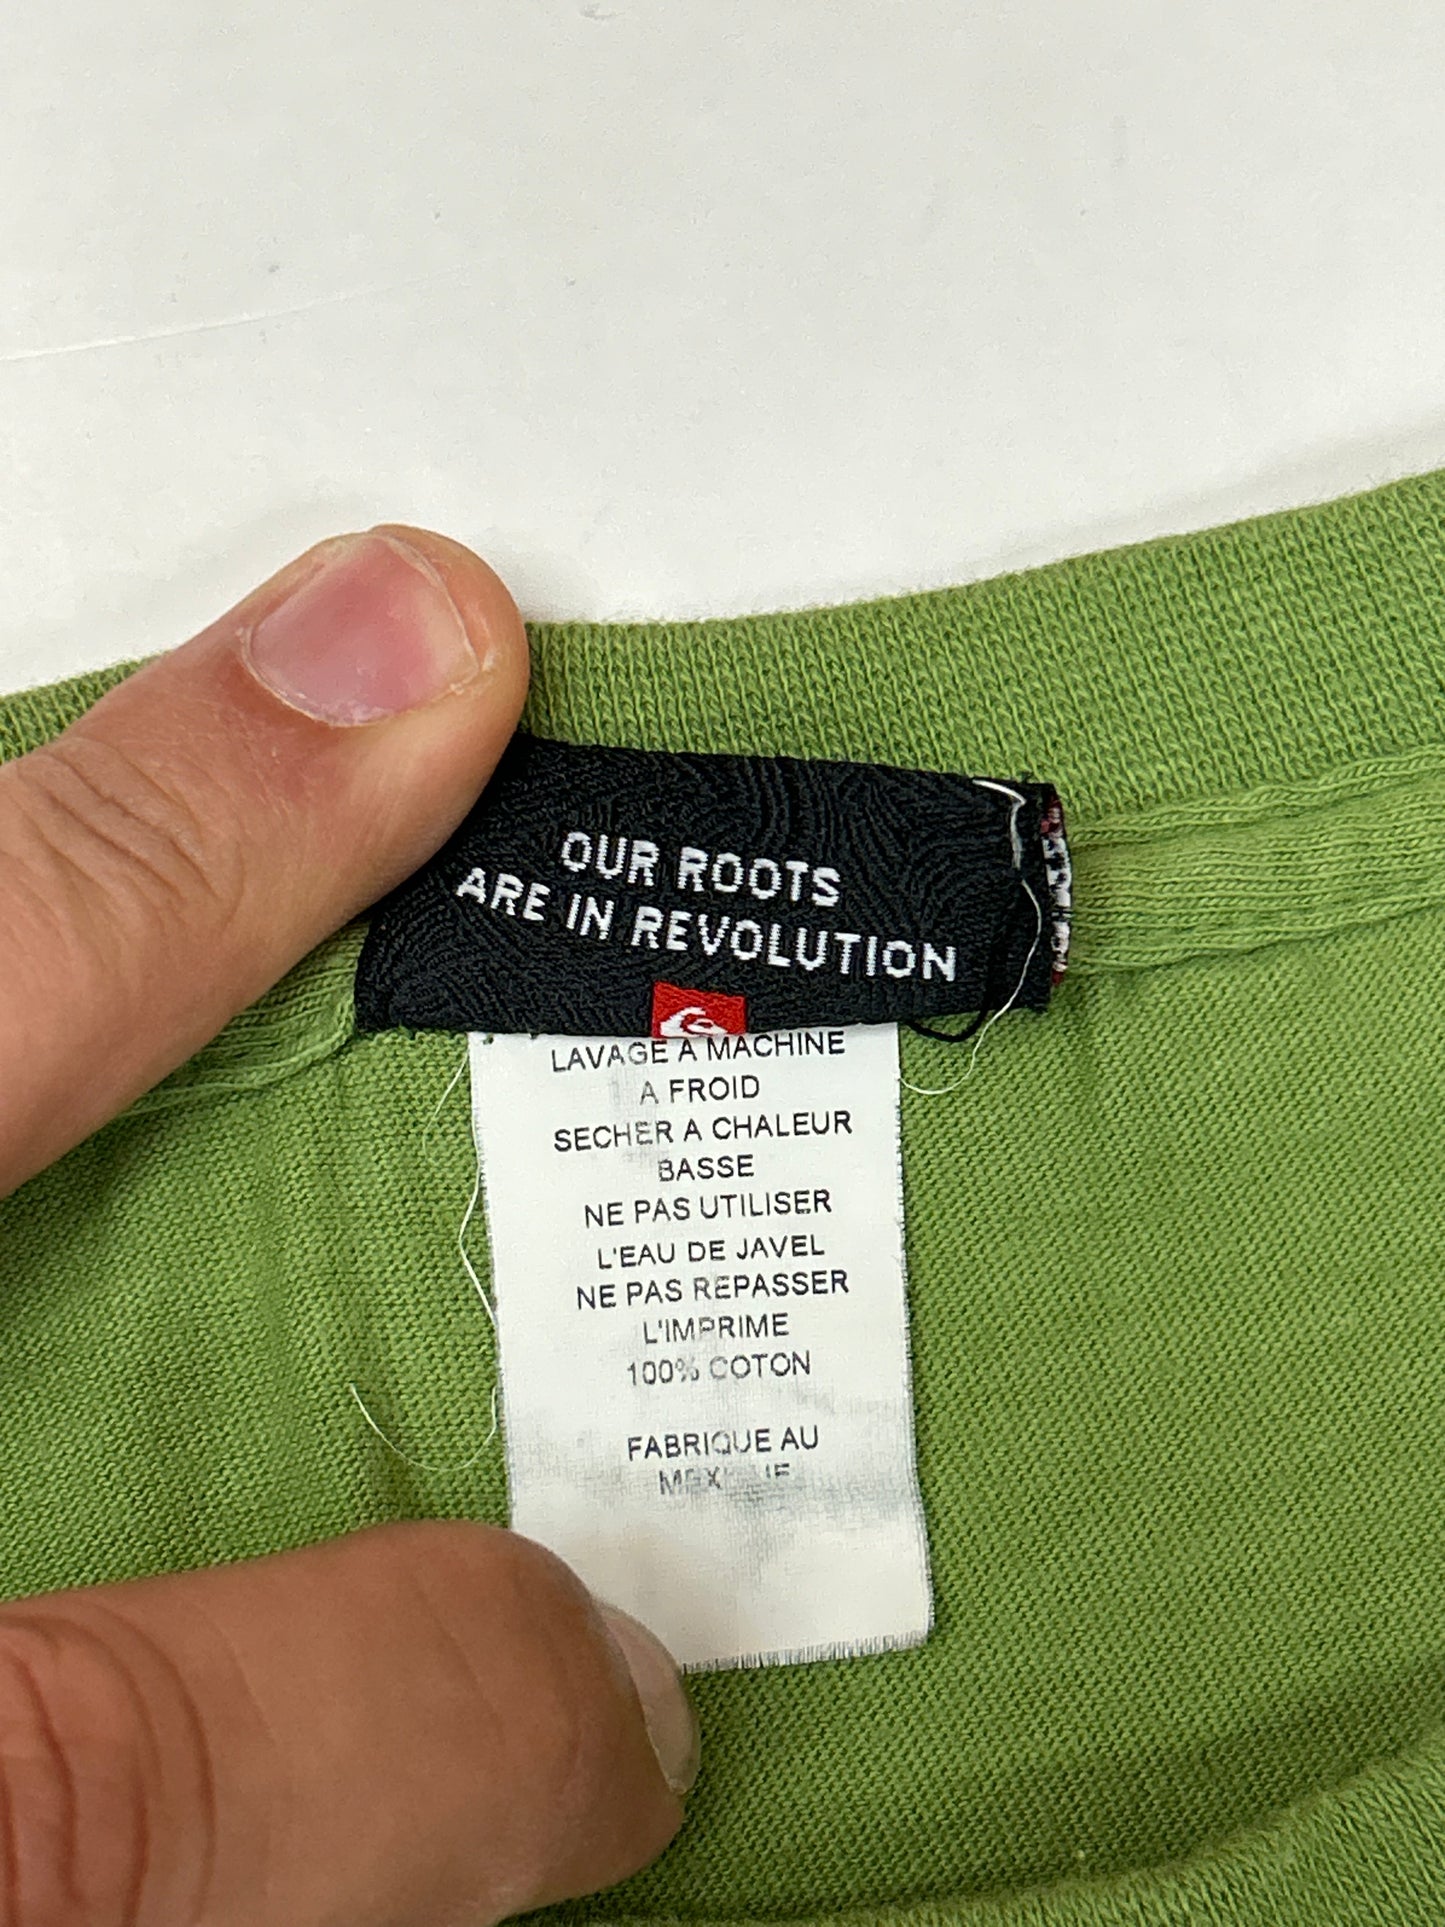 OUR ROOTS
ARE IN REVOLUTION
LAVAGE A MACHINE
A FROID
SECHER A CHALEUR
BASSE
NE PAS UTILISER
L'EAU DE JAVEL
NE PAS REPASSER
L'IMPRIME
100% COTON
FABRIQUE AU
MEXIQUE